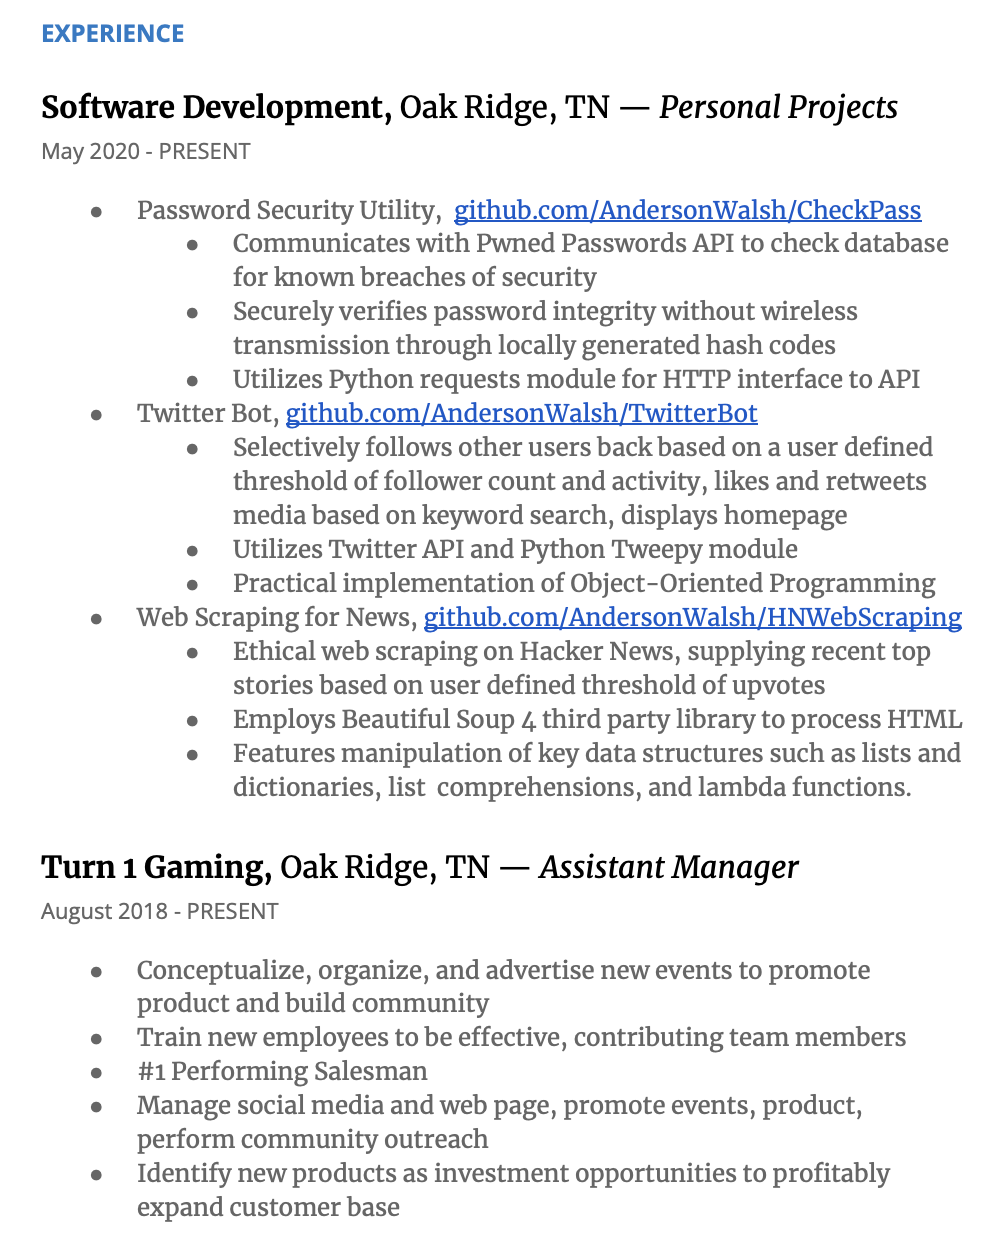 EXPERIENCE
Software Development, Oak Ridge, TN — Personal Projects
May 2020 - PRESENT
● Password Security Utility,  github.com/AndersonWalsh/CheckPass
● Communicates with Pwned Passwords API to check database
for known breaches of security
● Securely verifies password integrity without wireless
transmission through locally generated hash codes
● Utilizes Python requests module for HTTP interface to API
● Twitter Bot, github.com/AndersonWalsh/TwitterBot
● Selectively follows other users back based on a user defined
threshold of follower count and activity, likes and retweets
media based on keyword search, displays homepage
● Utilizes Twitter API and Python Tweepy module
● Practical implementation of Object-Oriented Programming
● Web Scraping for News, github.com/AndersonWalsh/HNWebScraping
● Ethical web scraping on Hacker News, supplying recent top
stories based on user defined threshold of upvotes
● Employs Beautiful Soup 4 third party library to process HTML
● Features manipulation of key data structures such as lists and
dictionaries, list  comprehensions, and lambda functions.
Turn 1 Gaming, Oak Ridge, TN — Assistant Manager
August 2018 - PRESENT
● Conceptualize, organize, and advertise new events to promote
product and build community
● Train new employees to be effective, contributing team members
● #1 Performing Salesman
● Manage social media and web page, promote events, product,
perform community outreach
● Identify new products as investment opportunities to profitably
expand customer base